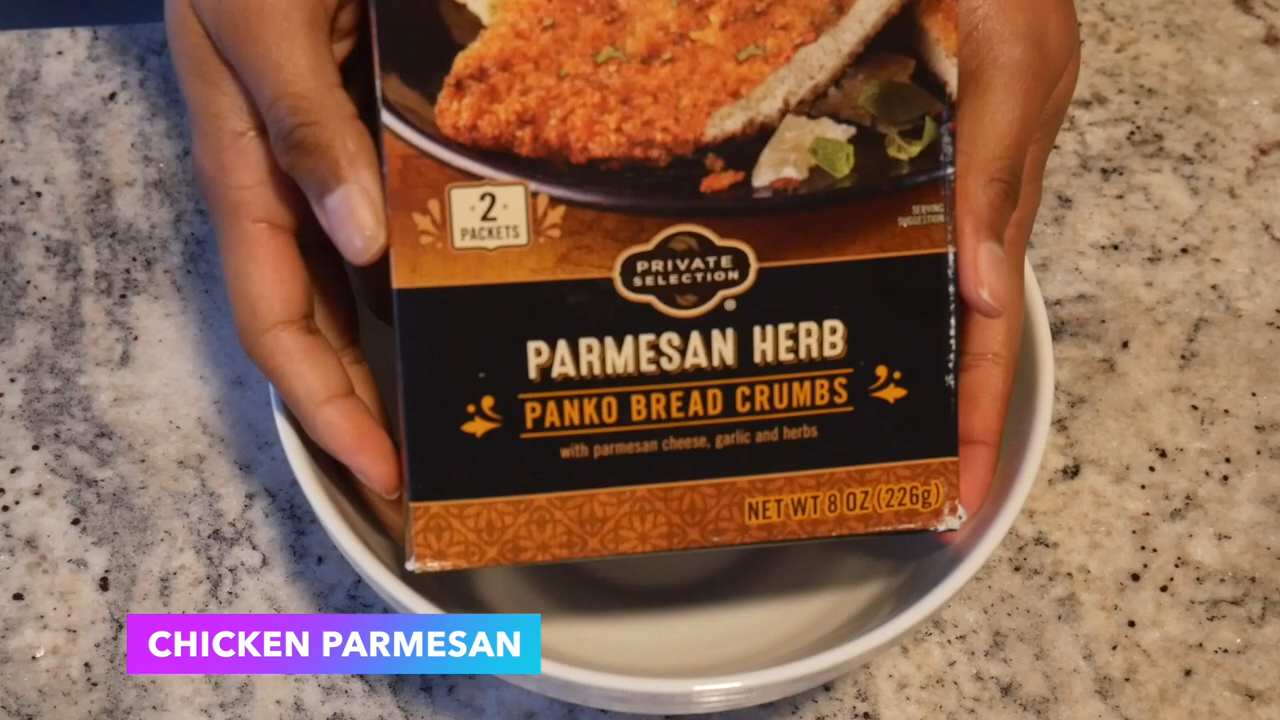 2
PACKETS
SERVING
SUGGESTION
PRIVATE
SELECTION
®
PARMESAN HERB
PANKO BREAD CRUMBS
with parmesan cheese, garlic and herbs
NET WT 8 OZ (226g)
CHICKEN PARMESAN